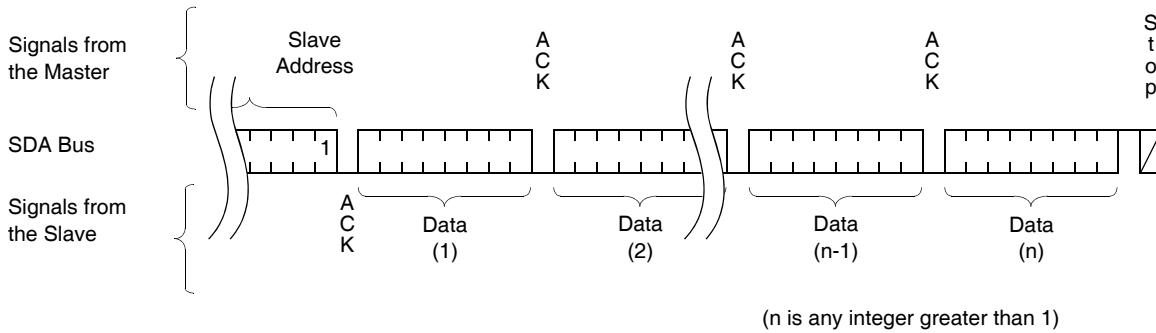 Signals from
the Master
Slave
Address
A
C
K
A
C
K
A
C
K
S
t
o
p
SDA Bus
1
Signals from
the Slave
A
C
K
Data
(1)
Data
(2)
Data
(n-1)
Data
(n)
(n is any integer greater than 1)